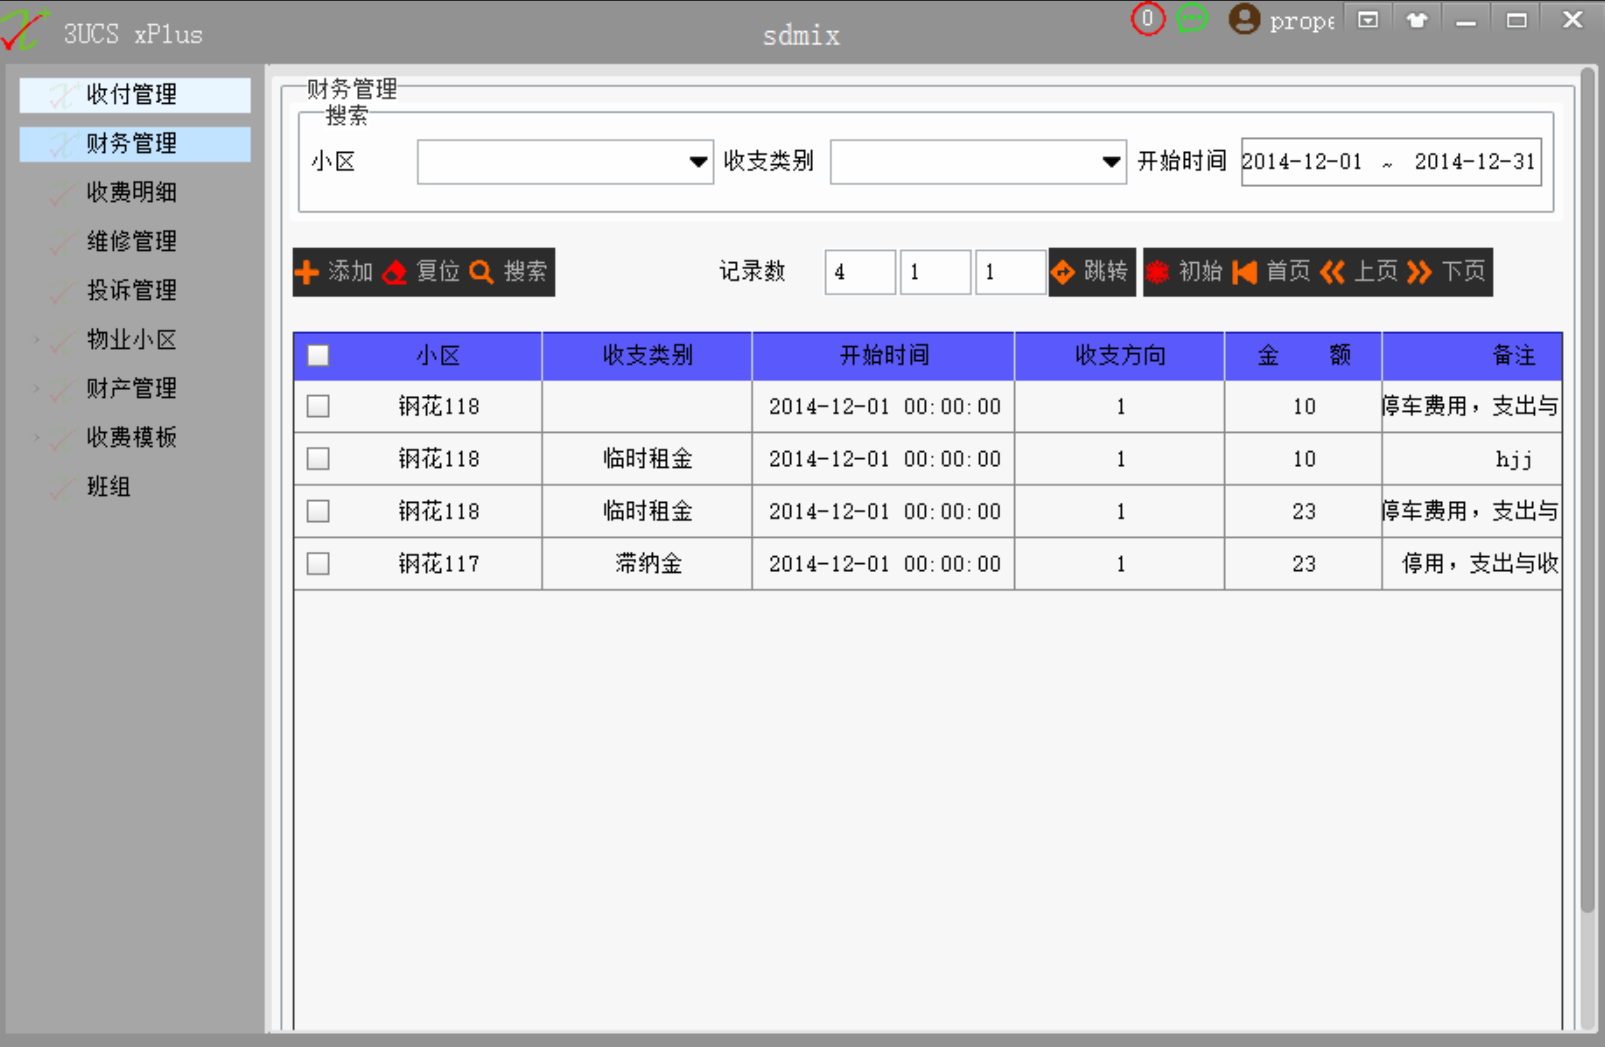 3UCS xPlus
sdmix
0
prope
收付管理
财务管理
收费明细
维修管理
投诉管理
物业小区
财产管理
收费模板
班组
财务管理
搜索
小区
收支类别
开始时间
2014-12-01 ~ 2014-12-31
添加 复位 搜索
记录数 4 1 1 跳转 初始 首页 上页 下页
小区 收支类别 开始时间 收支方向 金 额 备注
钢花118 2014-12-01 00:00:00 1 10 停车费用，支出与
钢花118 临时租金 2014-12-01 00:00:00 1 10 hjj
钢花118 临时租金 2014-12-01 00:00:00 1 23 停车费用，支出与
钢花117 滞纳金 2014-12-01 00:00:00 1 23 停用，支出与收